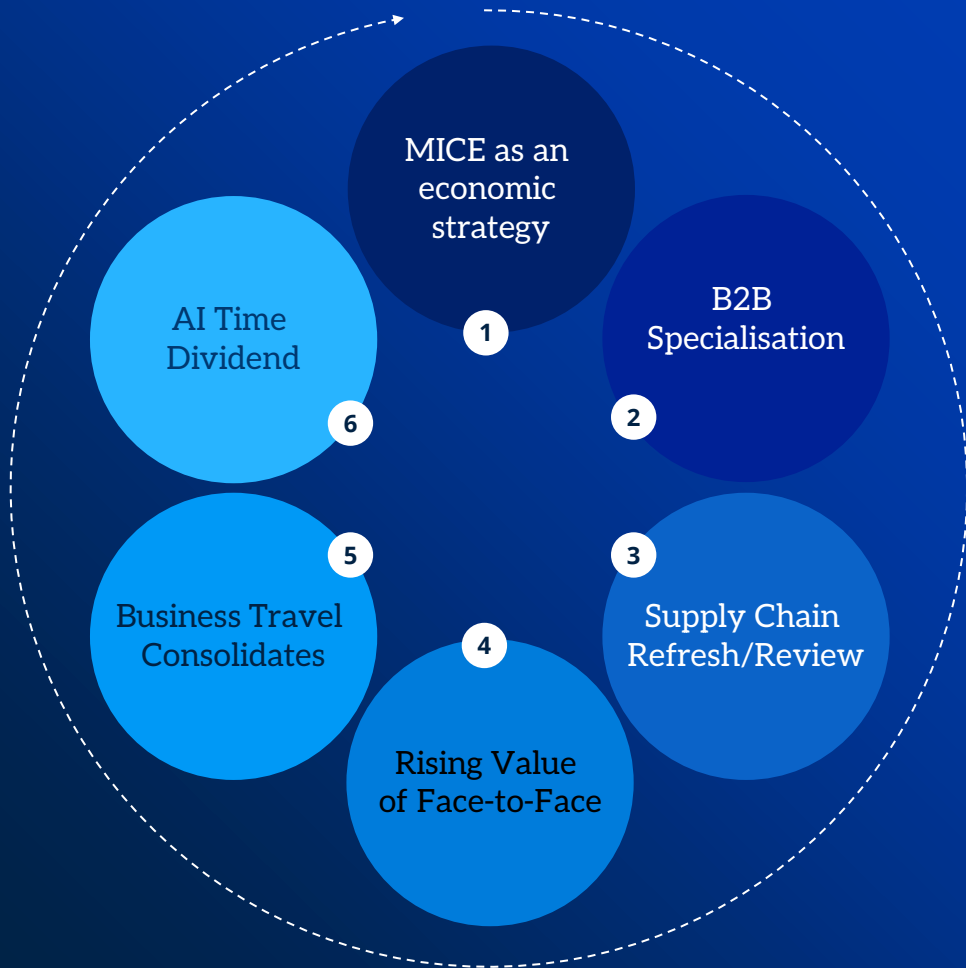 MICE as an
economic
strategy
1
B2B
Specialisation
2
3
Supply Chain
Refresh/Review
4
Rising Value
of Face-to-Face
5
Business Travel
Consolidates
AI Time
Dividend
6